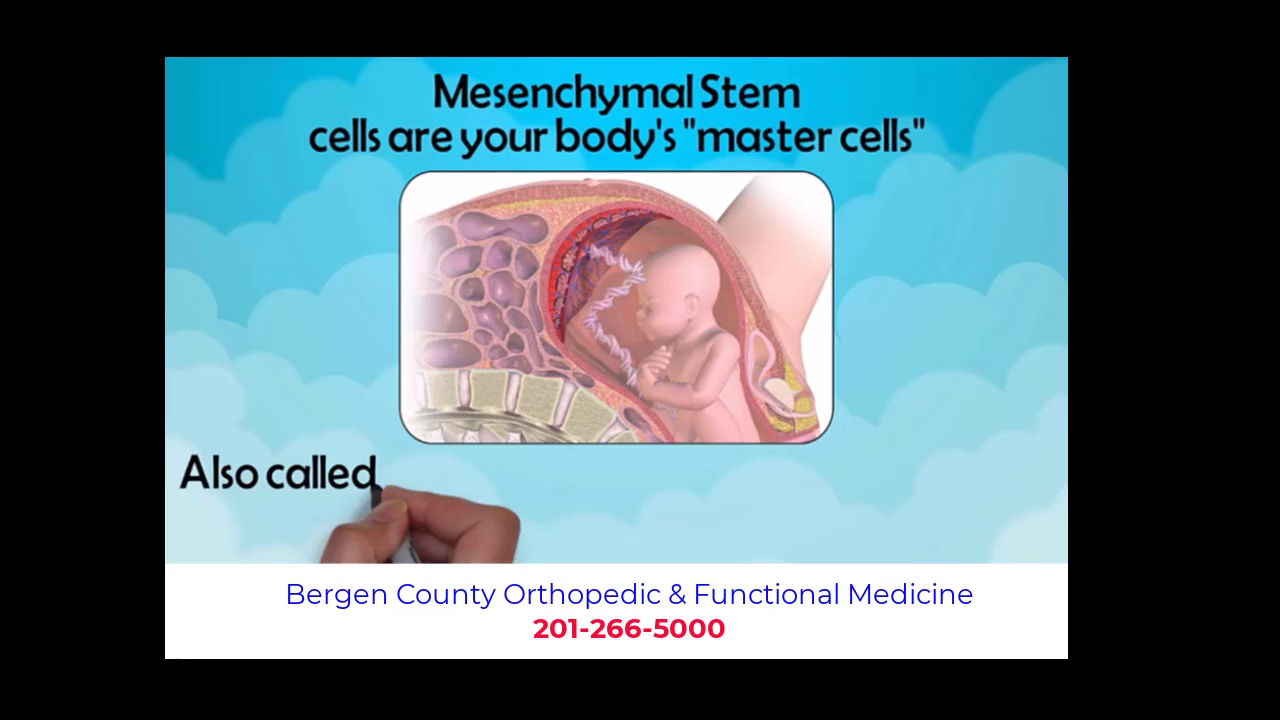 Mesenchymal Stem
cells are your body's "master cells"
Also called
Bergen County Orthopedic & Functional Medicine
201-266-5000